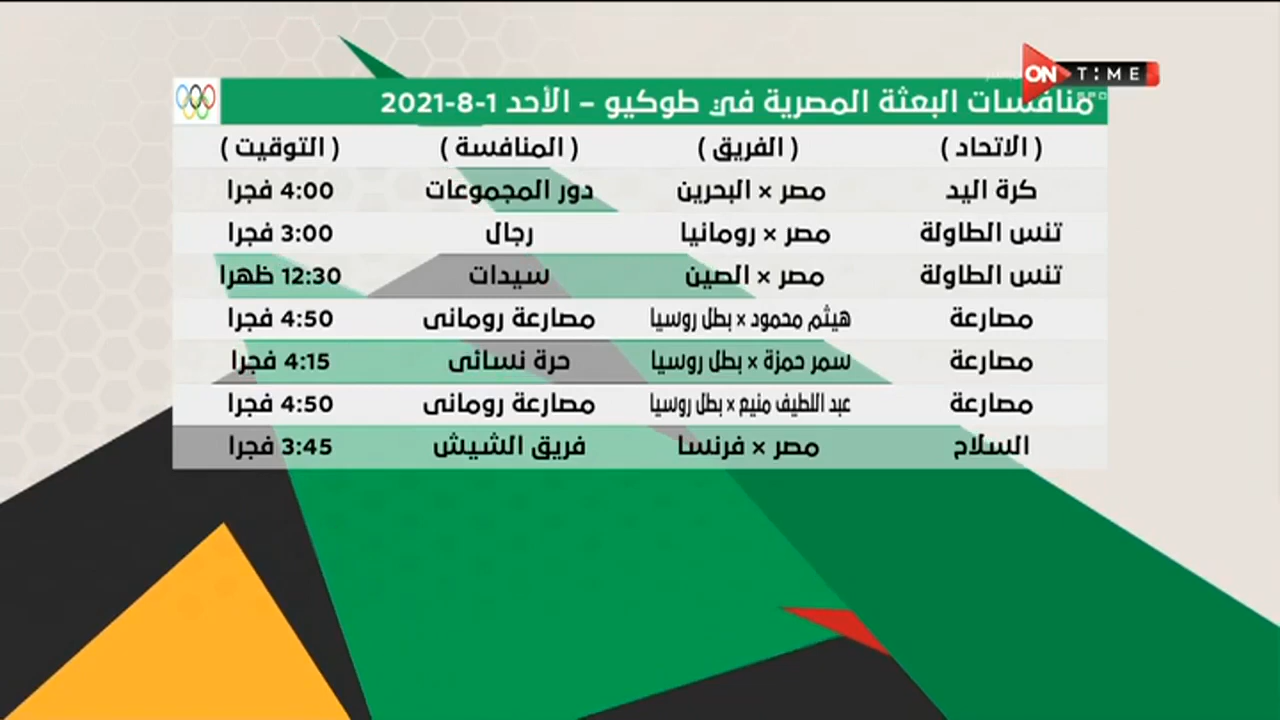 ON TIME
منافسات البعثة المصرية في طوكيو – الأحد 1-8-2021
( الاتحاد ) ( الفريق ) ( المنافسة ) ( التوقيت )
كرة اليد مصر × البحرين دور المجموعات 4:00 فجرا
تنس الطاولة مصر × رومانيا رجال 3:00 فجرا
تنس الطاولة مصر × الصين سيدات 12:30 ظهرا
مصارعة هيثم محمود × بطل روسيا مصارعة رومانى 4:50 فجرا
مصارعة سمر حمزة × بطل روسيا حرة نسائى 4:15 فجرا
مصارعة عبد اللطيف منيع × بطل روسيا مصارعة رومانى 4:50 فجرا
السلاح مصر × فرنسا فريق الشيش 3:45 فجرا